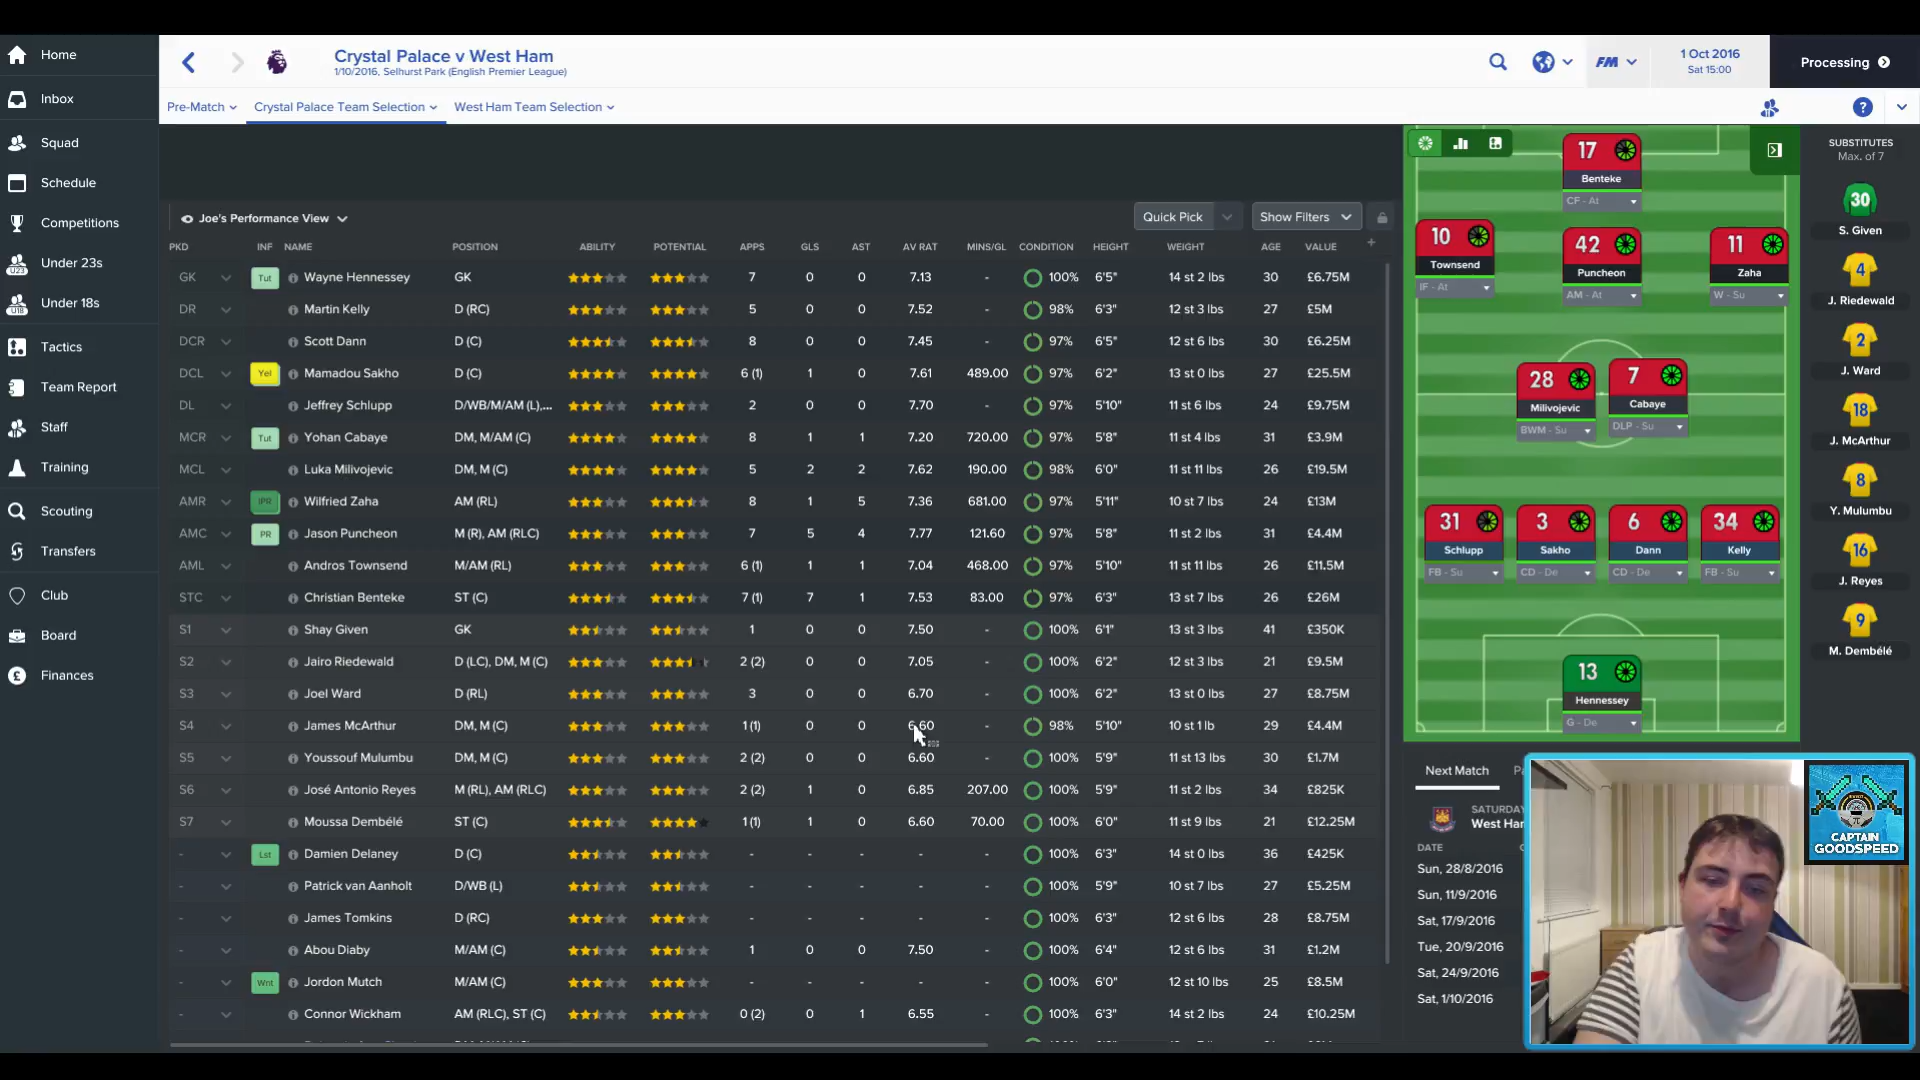 Home
Inbox
Squad
Schedule
Competitions
U23 Under 23s
U18 Under 18s
Tactics
Team Report
Staff
Training
Scouting
Transfers
Club
Board
Finances
Crystal Palace v West Ham
1/10/2016, Selhurst Park (English Premier League)
FM
1 Oct 2016
Sat 15:00
Processing
Pre-Match
Crystal Palace Team Selection
West Ham Team Selection
?
Joe's Performance View
Quick Pick
Show Filters
PKD INF NAME POSITION ABILITY POTENTIAL APPS GLS AST AV RAT MINS/GL CONDITION HEIGHT WEIGHT AGE VALUE +
GK Tut Wayne Hennessey GK 7 0 0 7.13 - 100% 6'5" 14 st 2 lbs 30 £6.75M
DR Martin Kelly D (RC) 5 0 0 7.52 - 98% 6'3" 12 st 3 lbs 27 £5M
DCR Scott Dann D (C) 8 0 0 7.45 - 97% 6'5" 12 st 6 lbs 30 £6.25M
DCL Yel Mamadou Sakho D (C) 6 (1) 1 0 7.61 489.00 97% 6'2" 13 st 0 lbs 27 £25.5M
DL Jeffrey Schlupp D/WB/M/AM (L),... 2 0 0 7.70 - 97% 5'10" 11 st 6 lbs 24 £9.75M
MCR Tut Yohan Cabaye DM, M/AM (C) 8 1 1 7.20 720.00 97% 5'8" 11 st 4 lbs 31 £3.9M
MCL Luka Milivojevic DM, M (C) 5 2 2 7.62 190.00 98% 6'0" 11 st 11 lbs 26 £19.5M
AMR IPR Wilfried Zaha AM (RL) 8 1 5 7.36 681.00 97% 5'11" 10 st 7 lbs 24 £13M
AMC PR Jason Puncheon M (R), AM (RLC) 7 5 4 7.77 121.60 97% 5'8" 11 st 2 lbs 31 £4.4M
AML Andros Townsend M/AM (RL) 6 (1) 1 1 7.04 468.00 97% 5'10" 11 st 11 lbs 26 £11.5M
STC Christian Benteke ST (C) 7 (1) 7 1 7.53 83.00 97% 6'3" 13 st 7 lbs 26 £26M
S1 Shay Given GK 1 0 0 7.50 - 100% 6'1" 13 st 3 lbs 41 £350K
S2 Jairo Riedewald D (LC), DM, M (C) 2 (2) 0 0 7.05 - 100% 6'2" 12 st 3 lbs 21 £9.5M
S3 Joel Ward D (RL) 3 0 0 6.70 - 100% 6'2" 13 st 0 lbs 27 £8.75M
S4 James McArthur DM, M (C) 1 (1) 0 0 6.60 - 98% 5'10" 10 st 1 lb 29 £4.4M
S5 Youssouf Mulumbu DM, M (C) 2 (2) 0 0 6.60 - 100% 5'9" 11 st 13 lbs 30 £1.7M
S6 José Antonio Reyes M (RL), AM (RLC) 2 (2) 1 0 6.85 207.00 100% 5'9" 11 st 2 lbs 34 £825K
S7 Moussa Dembélé ST (C) 1 (1) 1 0 6.60 70.00 100% 6'0" 11 st 9 lbs 21 £12.25M
- Lst Damien Delaney D (C) - - - - - 100% 6'3" 14 st 0 lbs 36 £425K
- Patrick van Aanholt D/WB (L) - - - - - 100% 5'9" 10 st 7 lbs 27 £5.25M
- James Tomkins D (RC) - - - - - 100% 6'3" 12 st 6 lbs 28 £8.75M
- Abou Diaby M/AM (C) 1 0 0 7.50 - 100% 6'4" 12 st 6 lbs 31 £1.2M
- Wnt Jordon Mutch M/AM (C) - - - - - 100% 6'0" 12 st 10 lbs 25 £8.5M
- Connor Wickham AM (RLC), ST (C) 0 (2) 0 1 6.55 - 100% 6'3" 14 st 2 lbs 24 £10.25M
17
Benteke
CF - At
10 42 11
Townsend Puncheon Zaha
IF - At AM - At W - Su
28 7
Milivojevic Cabaye
BWM - Su DLP - Su
31 3 6 34
Schlupp Sakho Dann Kelly
FB - Su CD - De CD - De FB - Su
13
Hennessey
G - De
SUBSTITUTES
Max. of 7
30
S. Given
4
J. Riedewald
2
J. Ward
18
J. McArthur
8
Y. Mulumbu
16
J. Reyes
9
M. Dembélé
Next Match
SATURDAY
West Ham
DATE
Sun, 28/8/2016
Sun, 11/9/2016
Sat, 17/9/2016
Tue, 20/9/2016
Sat, 24/9/2016
Sat, 1/10/2016
CAPTAIN
GOODSPEED